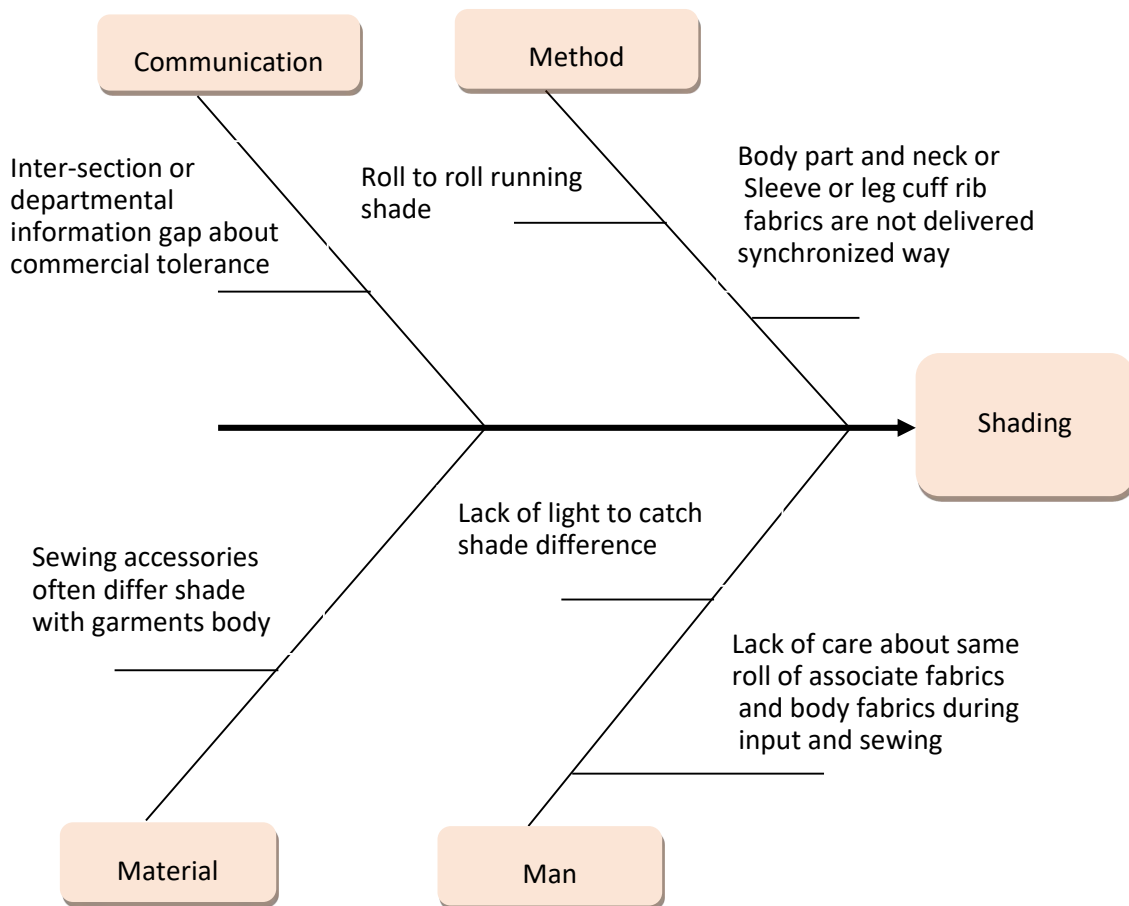 Communication
Method
Inter-section or
departmental
information gap about
commercial tolerance
Roll to roll running
shade
Body part and neck or
Sleeve or leg cuff rib
fabrics are not delivered
synchronized way
Shading
Sewing accessories
often differ shade
with garments body
Lack of light to catch
shade difference
Lack of care about same
roll of associate fabrics
and body fabrics during
input and sewing
Material
Man